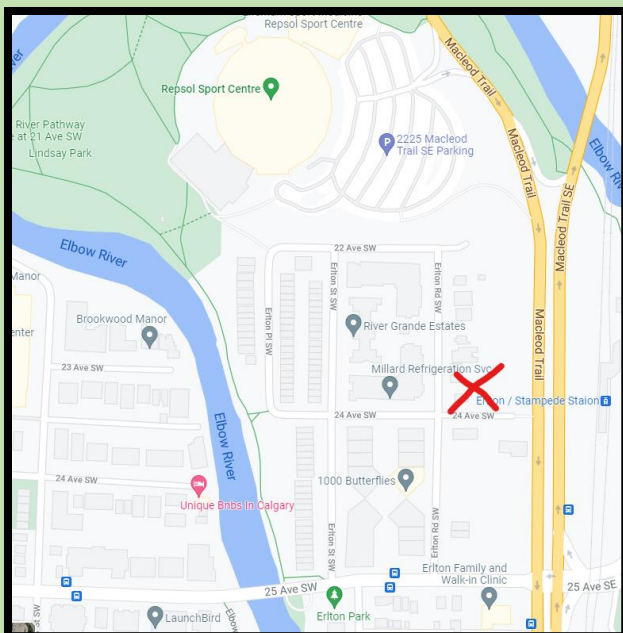 Repsol Sport Centre
Repsol Sport Centre
River Pathway
e at 21 Ave SW
Lindsay Park
2225 Macleod
Trail SE Parking
Macleod Trail
Macleod Trail
Macleod Trail SE
Elbow Riv
Elbow River
22 Ave SW
Manor
Brookwood Manor
enter
23 Ave SW
Erlton Pl SW
Erlton St SW
Erlton Rd SW
River Grande Estates
Macleod Trail
Millard Refrigeration Svc
Erlton / Stampede Staion
24 Ave SW
24 Ave SW
Elbow River
24 Ave SW
1000 Butterflies
Unique Bnbs In Calgary
Erlton St SW
Erlton Rd SW
Erlton Family and
Walk-in Clinic
25 Ave SW
25 Ave SE
Erlton Park
LaunchBird
Elbow
St SW